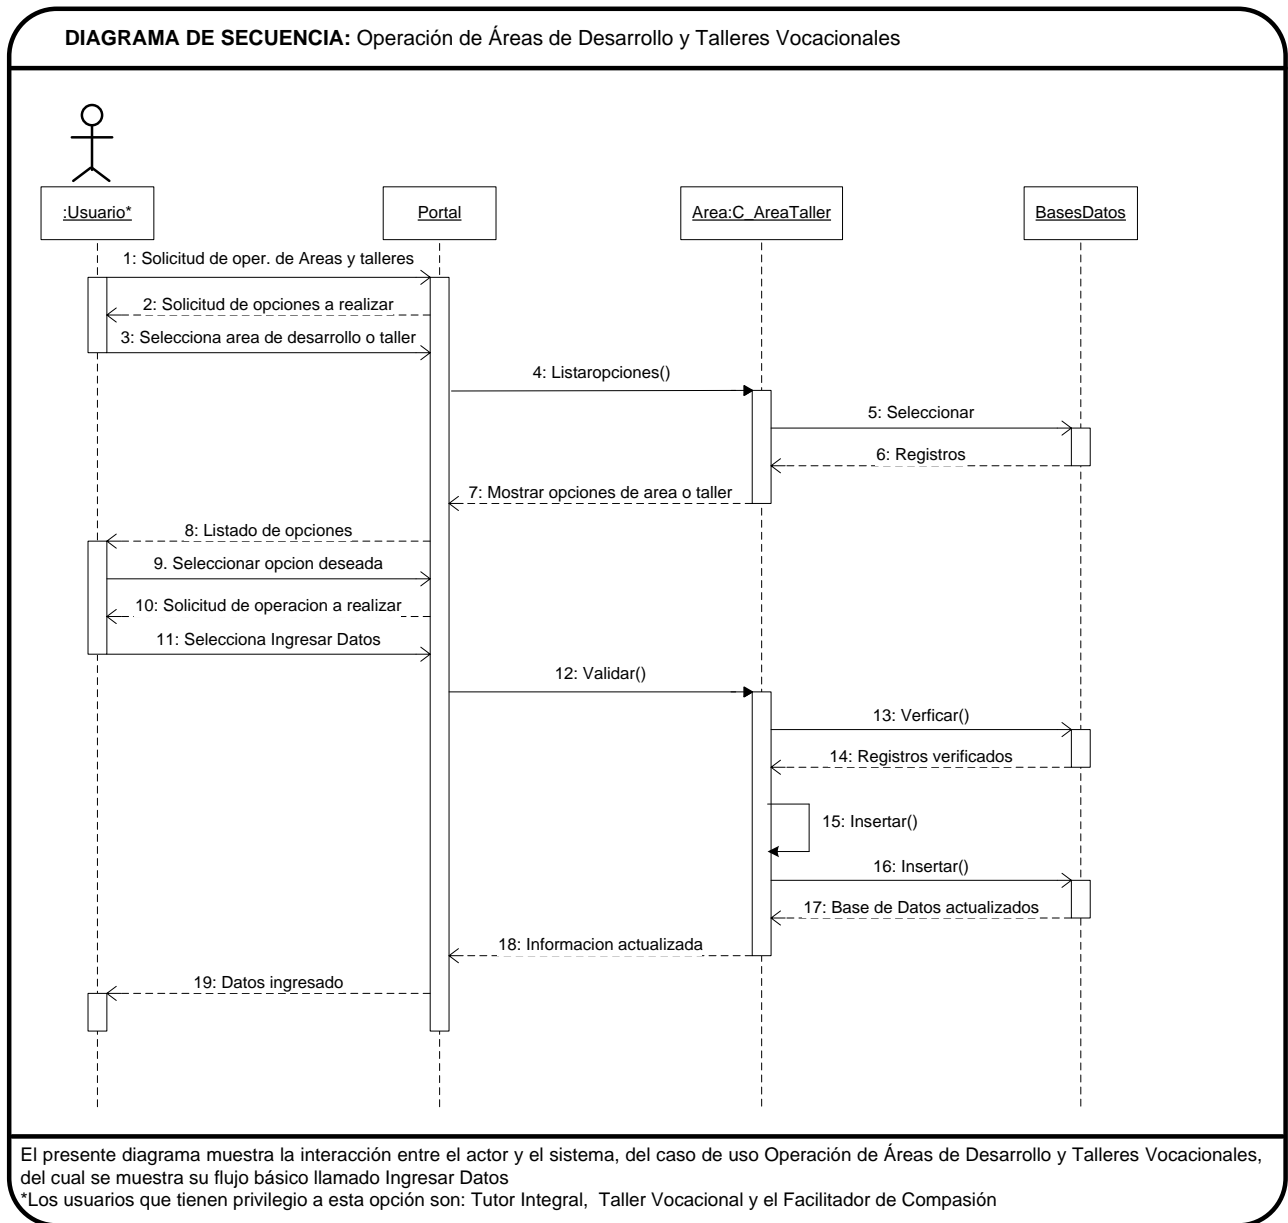 DIAGRAMA DE SECUENCIA: Operación de Áreas de Desarrollo y Talleres Vocacionales
:Usuario*
Portal
Area:C_AreaTaller
BasesDatos
1: Solicitud de oper. de Areas y talleres
2: Solicitud de opciones a realizar
3: Selecciona area de desarrollo o taller
4: Listaropciones()
5: Seleccionar
6: Registros
7: Mostrar opciones de area o taller
8: Listado de opciones
9. Seleccionar opcion deseada
10: Solicitud de operacion a realizar
11: Selecciona Ingresar Datos
12: Validar()
13: Verficar()
14: Registros verificados
15: Insertar()
16: Insertar()
17: Base de Datos actualizados
18: Informacion actualizada
19: Datos ingresado
El presente diagrama muestra la interacción entre el actor y el sistema, del caso de uso Operación de Áreas de Desarrollo y Talleres Vocacionales,
del cual se muestra su flujo básico llamado Ingresar Datos
*Los usuarios que tienen privilegio a esta opción son: Tutor Integral, Taller Vocacional y el Facilitador de Compasión